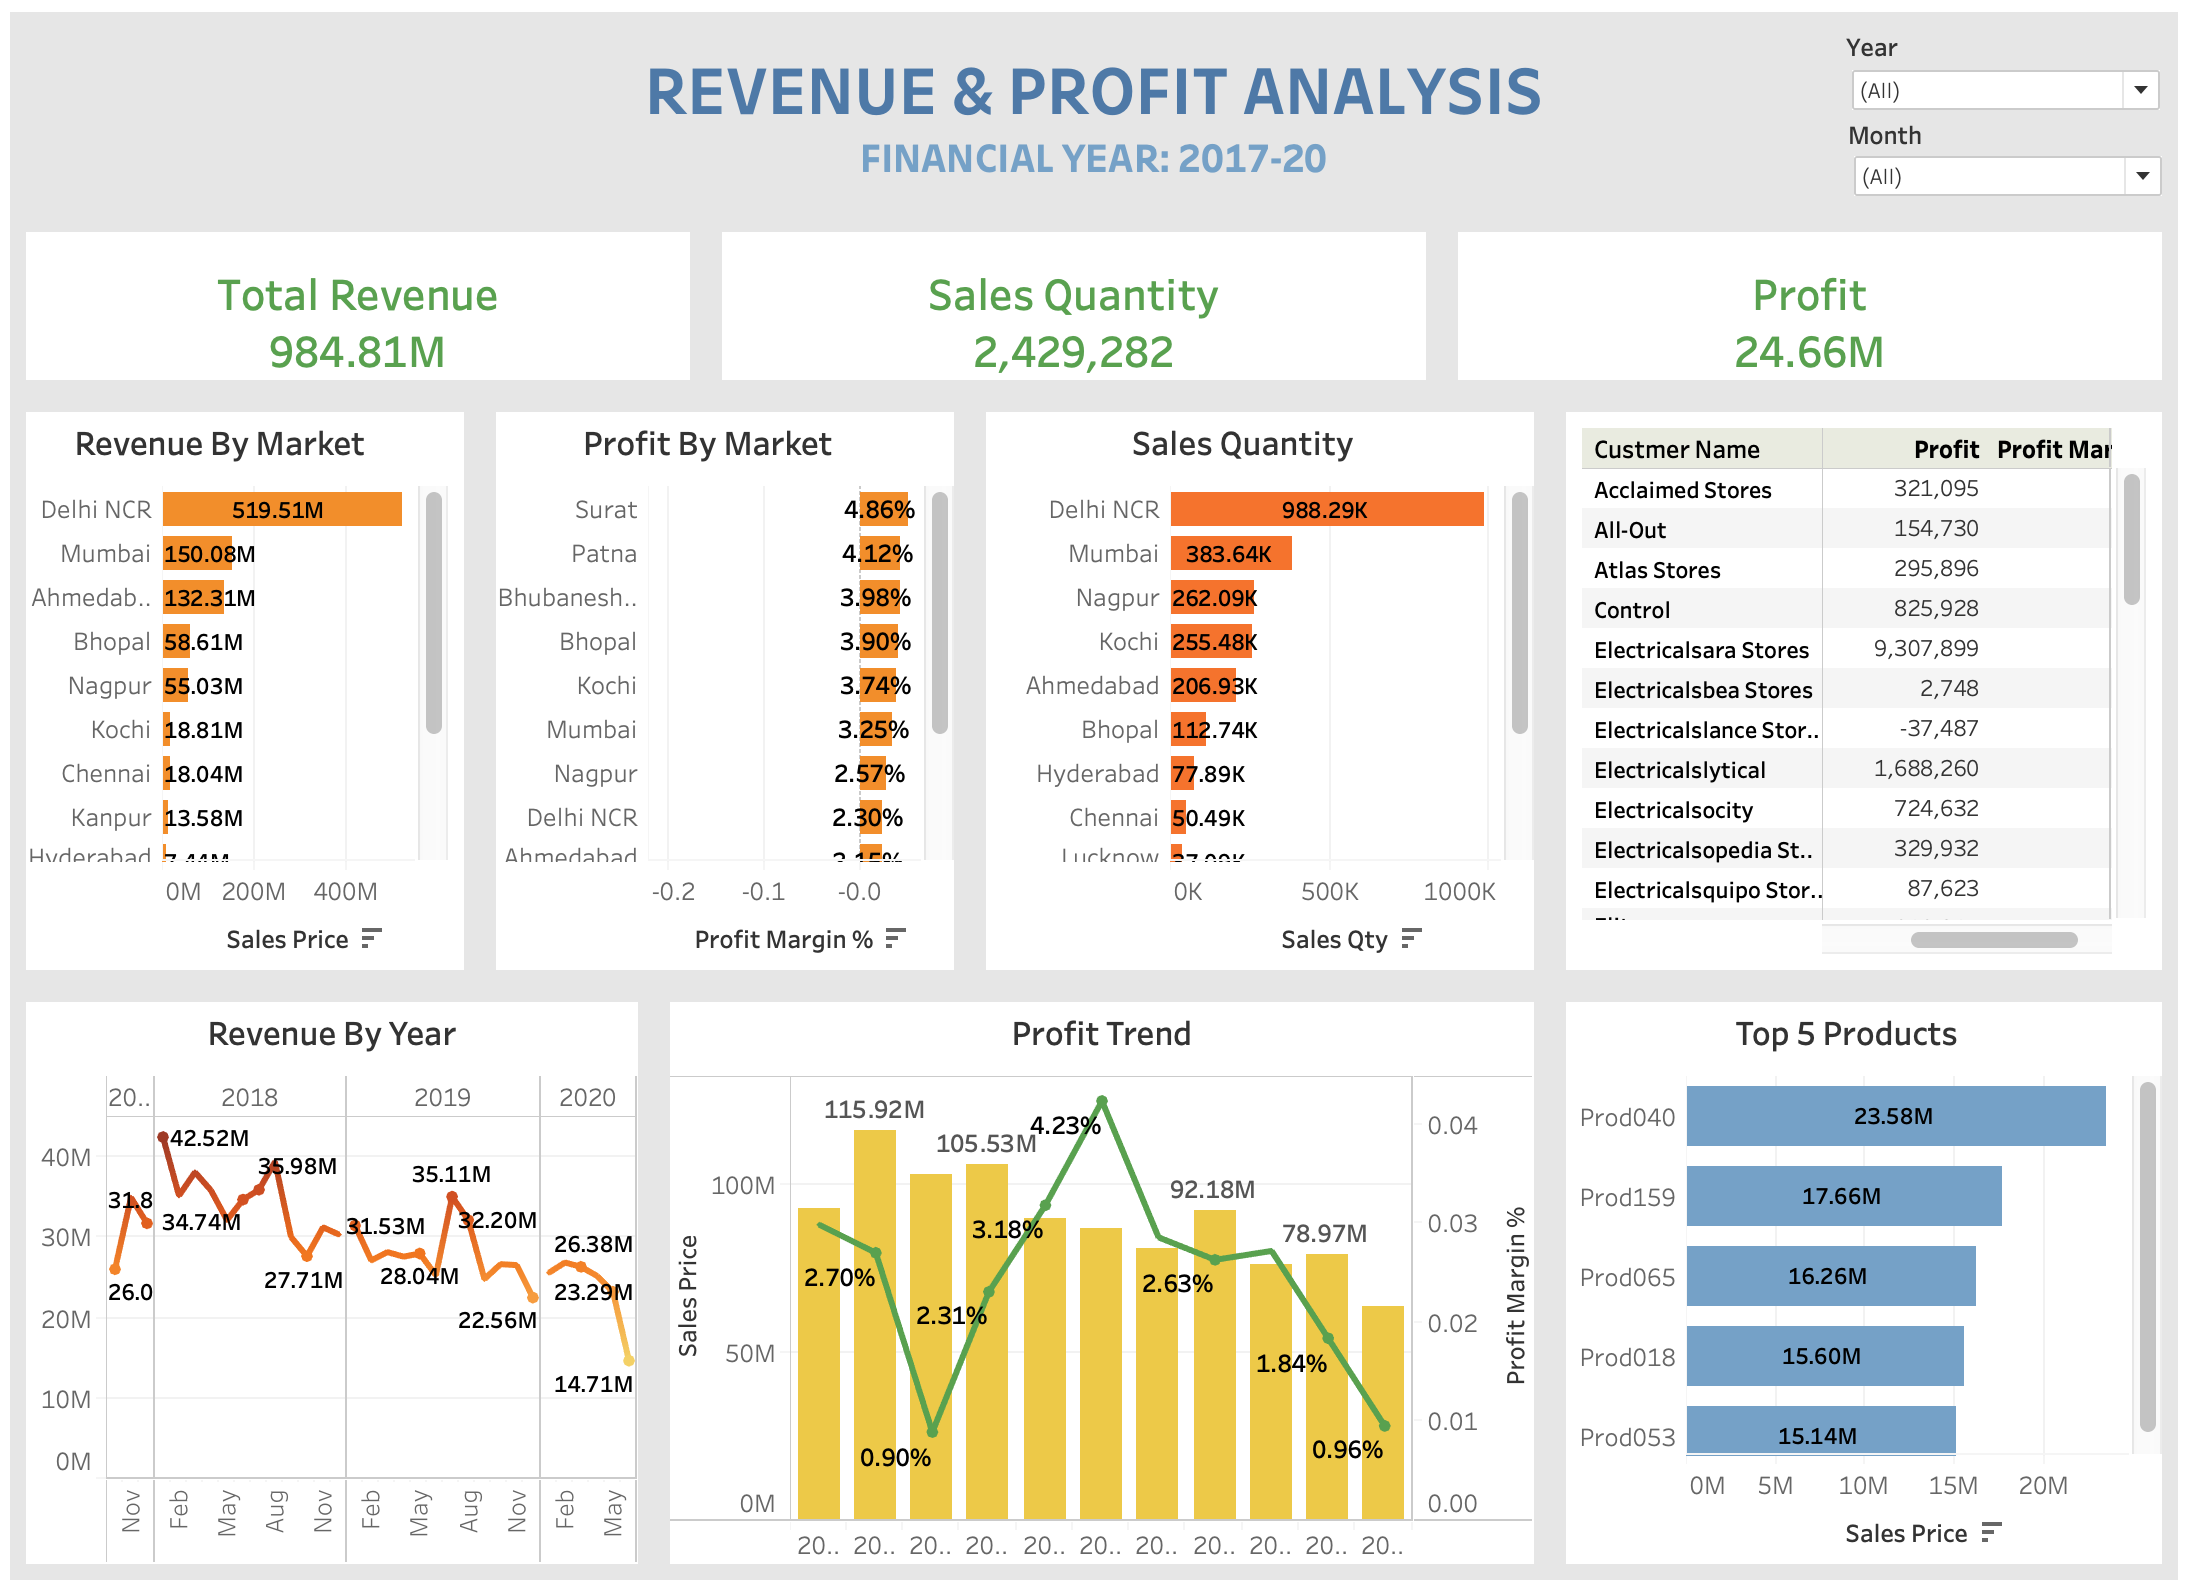 REVENUE & PROFIT ANALYSIS
FINANCIAL YEAR: 2017-20
Year
(All)
Month
(All)
Total Revenue
984.81M
Sales Quantity
2,429,282
Profit
24.66M
Revenue By Market
Delhi NCR 519.51M
Mumbai 150.08M
Ahmedab.. 132.31M
Bhopal 58.61M
Nagpur 55.03M
Kochi 18.81M
Chennai 18.04M
Kanpur 13.58M
Hyderabad 7.44M
0M 200M 400M
Sales Price
Profit By Market
Surat 4.86%
Patna 4.12%
Bhubanesh.. 3.98%
Bhopal 3.90%
Kochi 3.74%
Mumbai 3.25%
Nagpur 2.57%
Delhi NCR 2.30%
Ahmedabad 2.15%
-0.2 -0.1 -0.0
Profit Margin %
Sales Quantity
Delhi NCR 988.29K
Mumbai 383.64K
Nagpur 262.09K
Kochi 255.48K
Ahmedabad 206.93K
Bhopal 112.74K
Hyderabad 77.89K
Chennai 50.49K
Lucknow
0K 500K 1000K
Sales Qty
Custmer Name Profit Profit Mar
Acclaimed Stores 321,095
All-Out 154,730
Atlas Stores 295,896
Control 825,928
Electricalsara Stores 9,307,899
Electricalsbea Stores 2,748
Electricalslance Stor.. -37,487
Electricalslytical 1,688,260
Electricalsocity 724,632
Electricalsopedia St.. 329,932
Electricalsquipo Stor.. 87,623
Revenue By Year
20.. 2018 2019 2020
40M
30M
20M
10M
0M
31.8
26.0
42.52M
34.74M
35.98M
27.71M
31.53M
28.04M
35.11M
32.20M
22.56M
26.38M
23.29M
14.71M
Nov Feb May Aug Nov Feb May Aug Nov Feb May
Profit Trend
Sales Price
100M
50M
0M
115.92M
105.53M
92.18M
78.97M
2.70%
0.90%
2.31%
3.18%
4.23%
2.63%
1.84%
0.96%
0.04
0.03
0.02
0.01
0.00
Profit Margin %
20.. 20.. 20.. 20.. 20.. 20.. 20.. 20.. 20.. 20.. 20..
Top 5 Products
Prod040 23.58M
Prod159 17.66M
Prod065 16.26M
Prod018 15.60M
Prod053 15.14M
0M 5M 10M 15M 20M
Sales Price